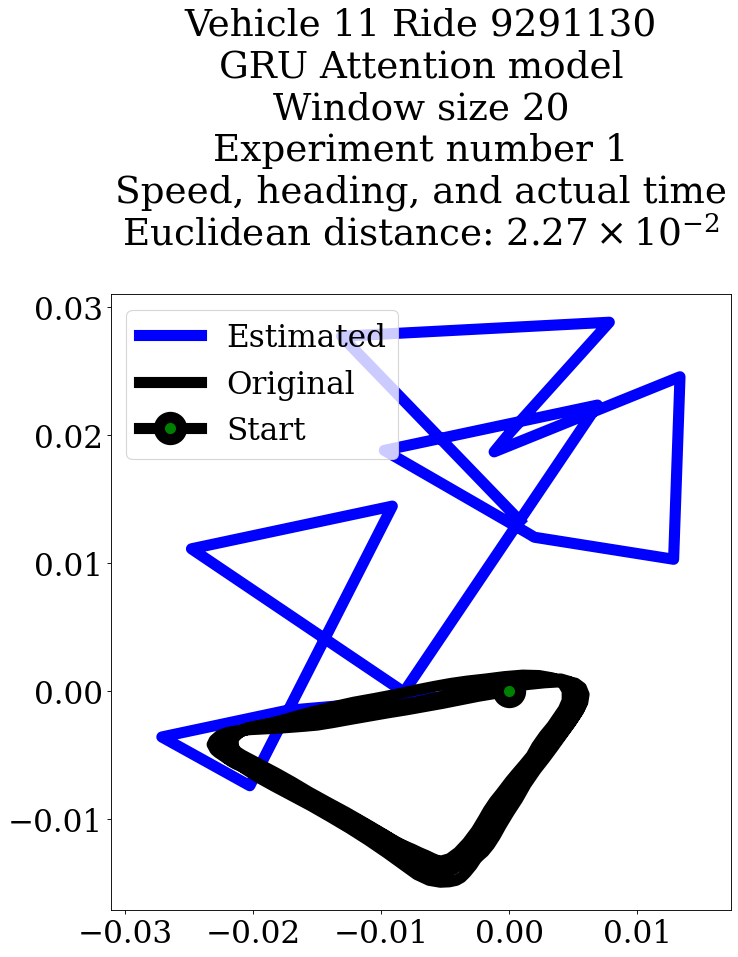 Vehicle 11 Ride 9291130
GRU Attention model
Window size 20
Experiment number 1
Speed, heading, and actual time
Euclidean distance: 2.27 × 10⁻²
Estimated
Original
Start
0.03
0.02
0.01
0.00
−0.01
−0.03
−0.02
−0.01
0.00
0.01